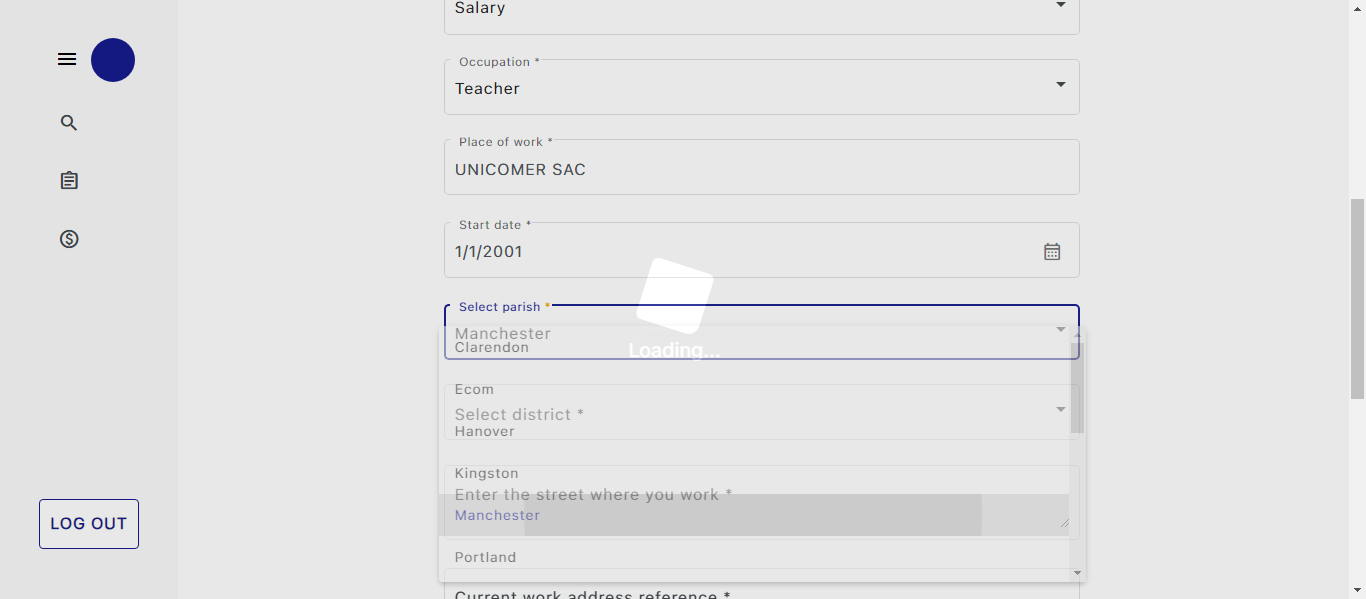 Salary
Occupation *
Teacher
Place of work *
UNICOMER SAC
Start date *
1/1/2001
Select parish *
Manchester
Clarendon
Loading...
Ecom
Select district *
Hanover
Kingston
Enter the street where you work *
Manchester
LOG OUT
Portland
Current work address reference *